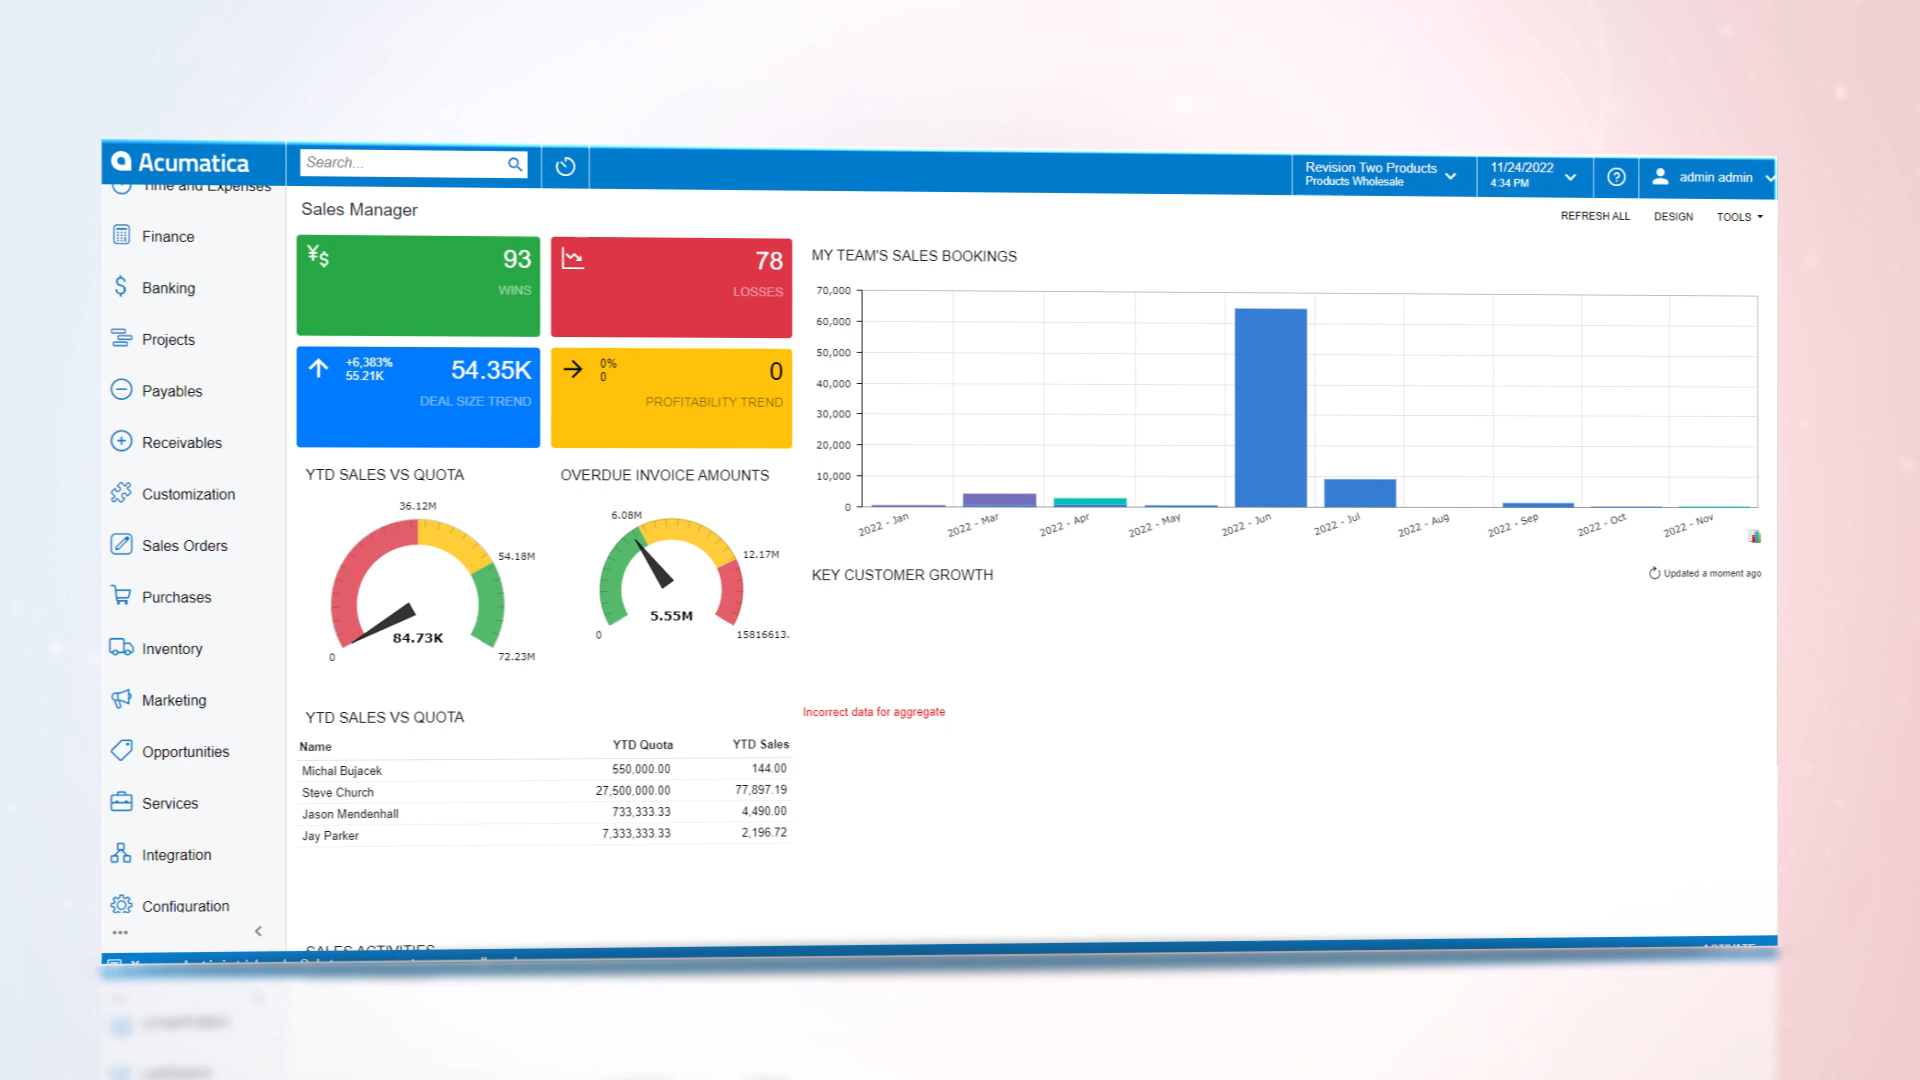 Acumatica
Search...
Revision Two Products
Products Wholesale
11/24/2022
4:34 PM
admin admin
Time and Expenses
Finance
Banking
Projects
Payables
Receivables
Customization
Sales Orders
Purchases
Inventory
Marketing
Opportunities
Services
Integration
Configuration
Sales Manager
REFRESH ALL DESIGN TOOLS
93
WINS
78
LOSSES
+6,383%
55.21K
54.35K
DEAL SIZE TREND
0%
0
0
PROFITABILITY TREND
YTD SALES VS QUOTA
36.12M
54.18M
84.73K
0
72.23M
OVERDUE INVOICE AMOUNTS
6.08M
12.17M
5.55M
0
15816613.
YTD SALES VS QUOTA
Name YTD Quota YTD Sales
Michal Bujacek 550,000.00 144.00
Steve Church 27,500,000.00 77,897.19
Jason Mendenhall 733,333.33 4,490.00
Jay Parker 7,333,333.33 2,196.72
SALES ACTIVITIES
MY TEAM'S SALES BOOKINGS
70,000
60,000
50,000
40,000
30,000
20,000
10,000
0
2022 - Jan
2022 - Mar
2022 - Apr
2022 - May
2022 - Jun
2022 - Jul
2022 - Aug
2022 - Sep
2022 - Oct
2022 - Nov
KEY CUSTOMER GROWTH
Updated a moment ago
Incorrect data for aggregate
ACTIVATE